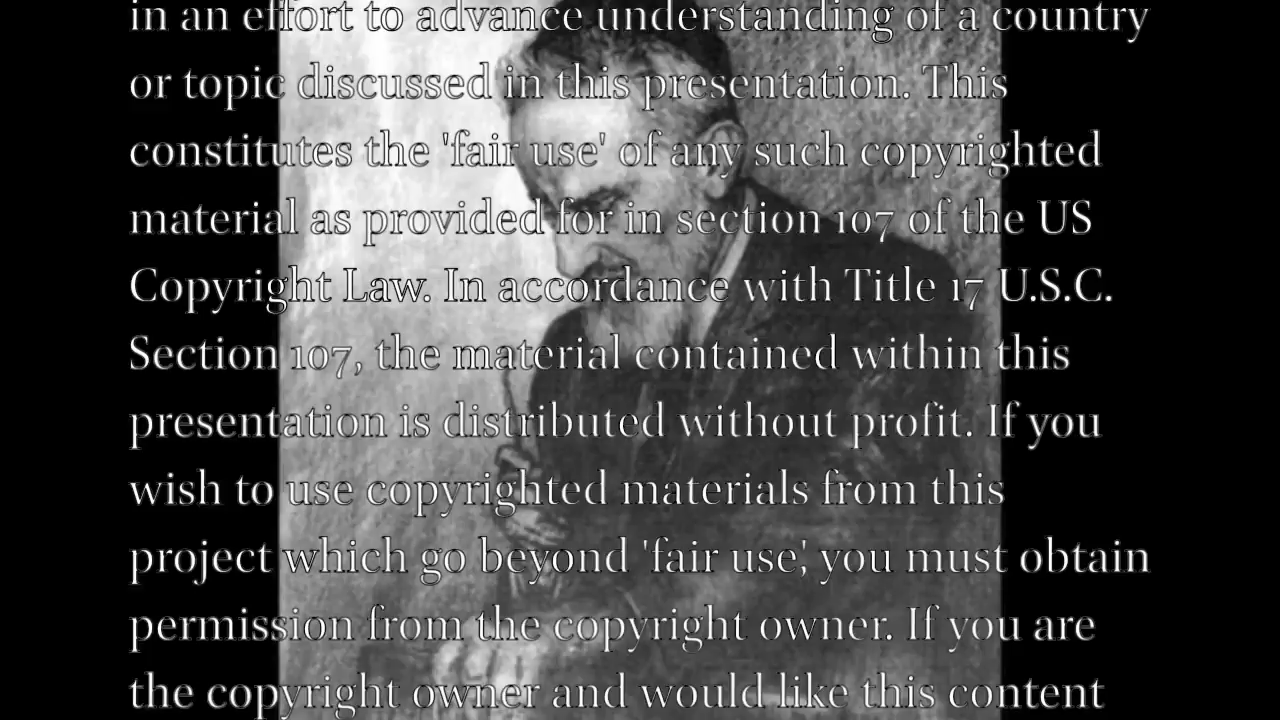 in an effort to advance understanding of a country
or topic discussed in this presentation. This
constitutes the 'fair use' of any such copyrighted
material as provided for in section 107 of the US
Copyright Law. In accordance with Title 17 U.S.C.
Section 107, the material contained within this
presentation is distributed without profit. If you
wish to use copyrighted materials from this
project which go beyond 'fair use', you must obtain
permission from the copyright owner. If you are
the copyright owner and would like this content